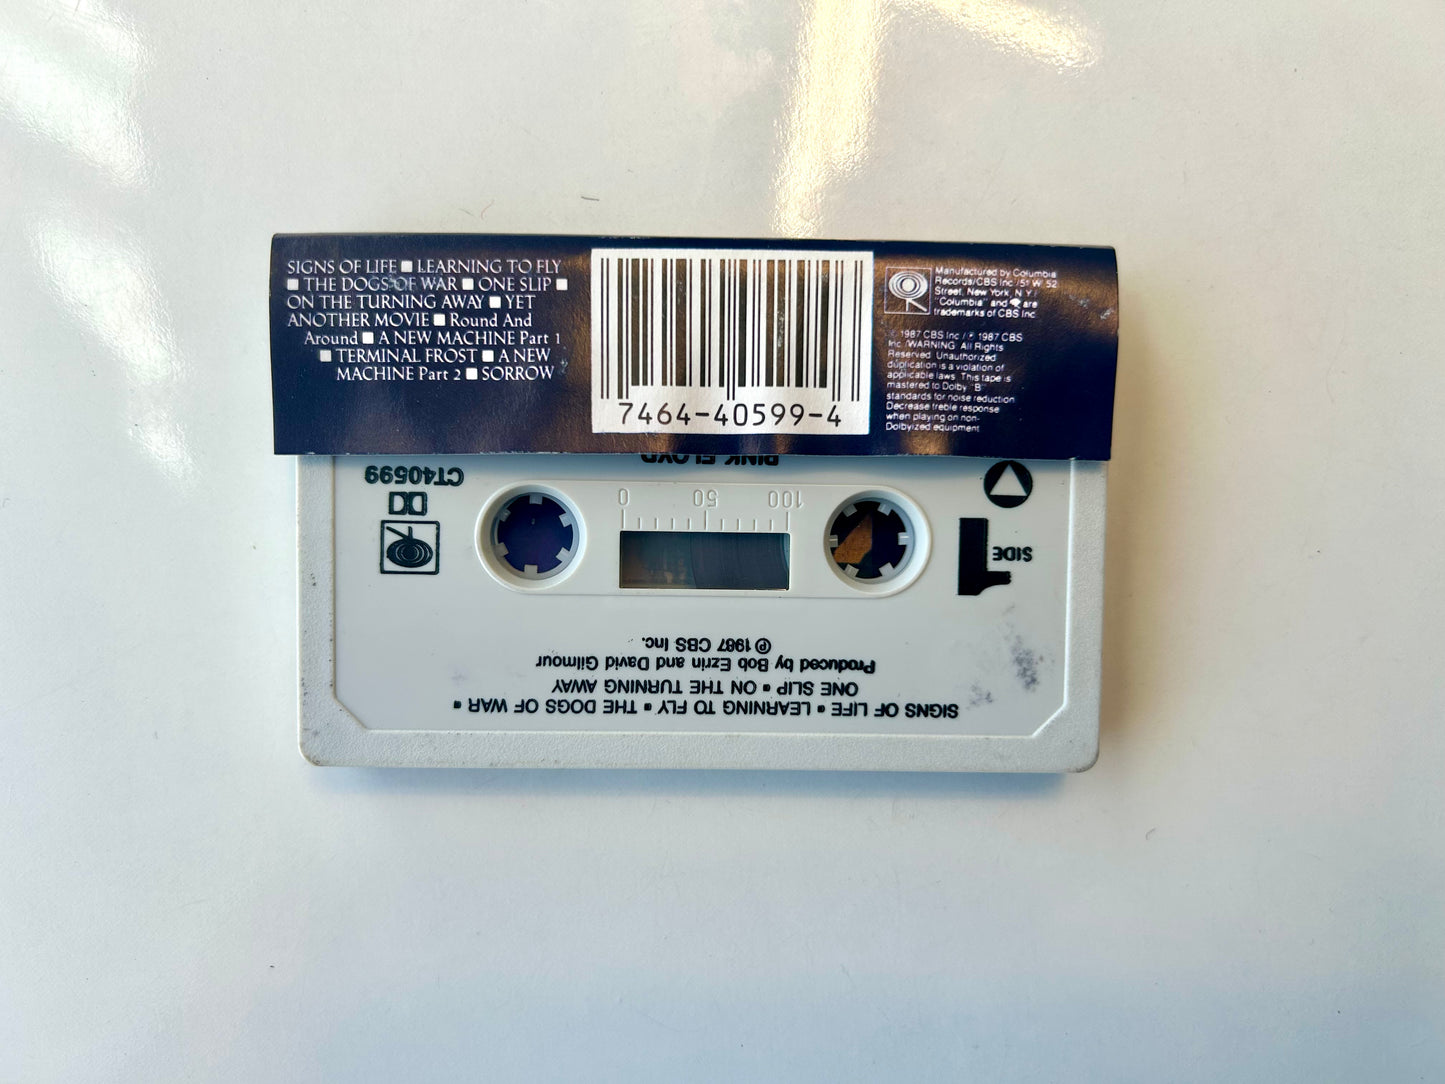 SIGNS OF LIFE ■ LEARNING TO FLY
■ THE DOGS OF WAR ■ ONE SLIP ■
ON THE TURNING AWAY ■ YET
ANOTHER MOVIE ■ Round And
Around ■ A NEW MACHINE Part 1
■ TERMINAL FROST ■ A NEW
MACHINE Part 2 ■ SORROW
7464-40599-4
Manufactured by Columbia
Records/CBS Inc./51 W. 52
Street, New York, N.Y./
"Columbia" and are
trademarks of CBS Inc.
© 1987 CBS Inc./℗ 1987 CBS
Inc./WARNING: All Rights
Reserved. Unauthorized
duplication is a violation of
applicable laws. This tape is
mastered to Dolby "B"
standards for noise reduction.
Decrease treble response
when playing on non-
Dolbyized equipment.
PINK FLOYD
CT40599
SIDE 1
0 50 100
℗ 1987 CBS Inc.
Produced by Bob Ezrin and David Gilmour
SIGNS OF LIFE ▪ LEARNING TO FLY ▪ THE DOGS OF WAR ▪
ONE SLIP ▪ ON THE TURNING AWAY